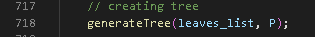 717 // creating tree
718 generateTree(leaves_list, P);